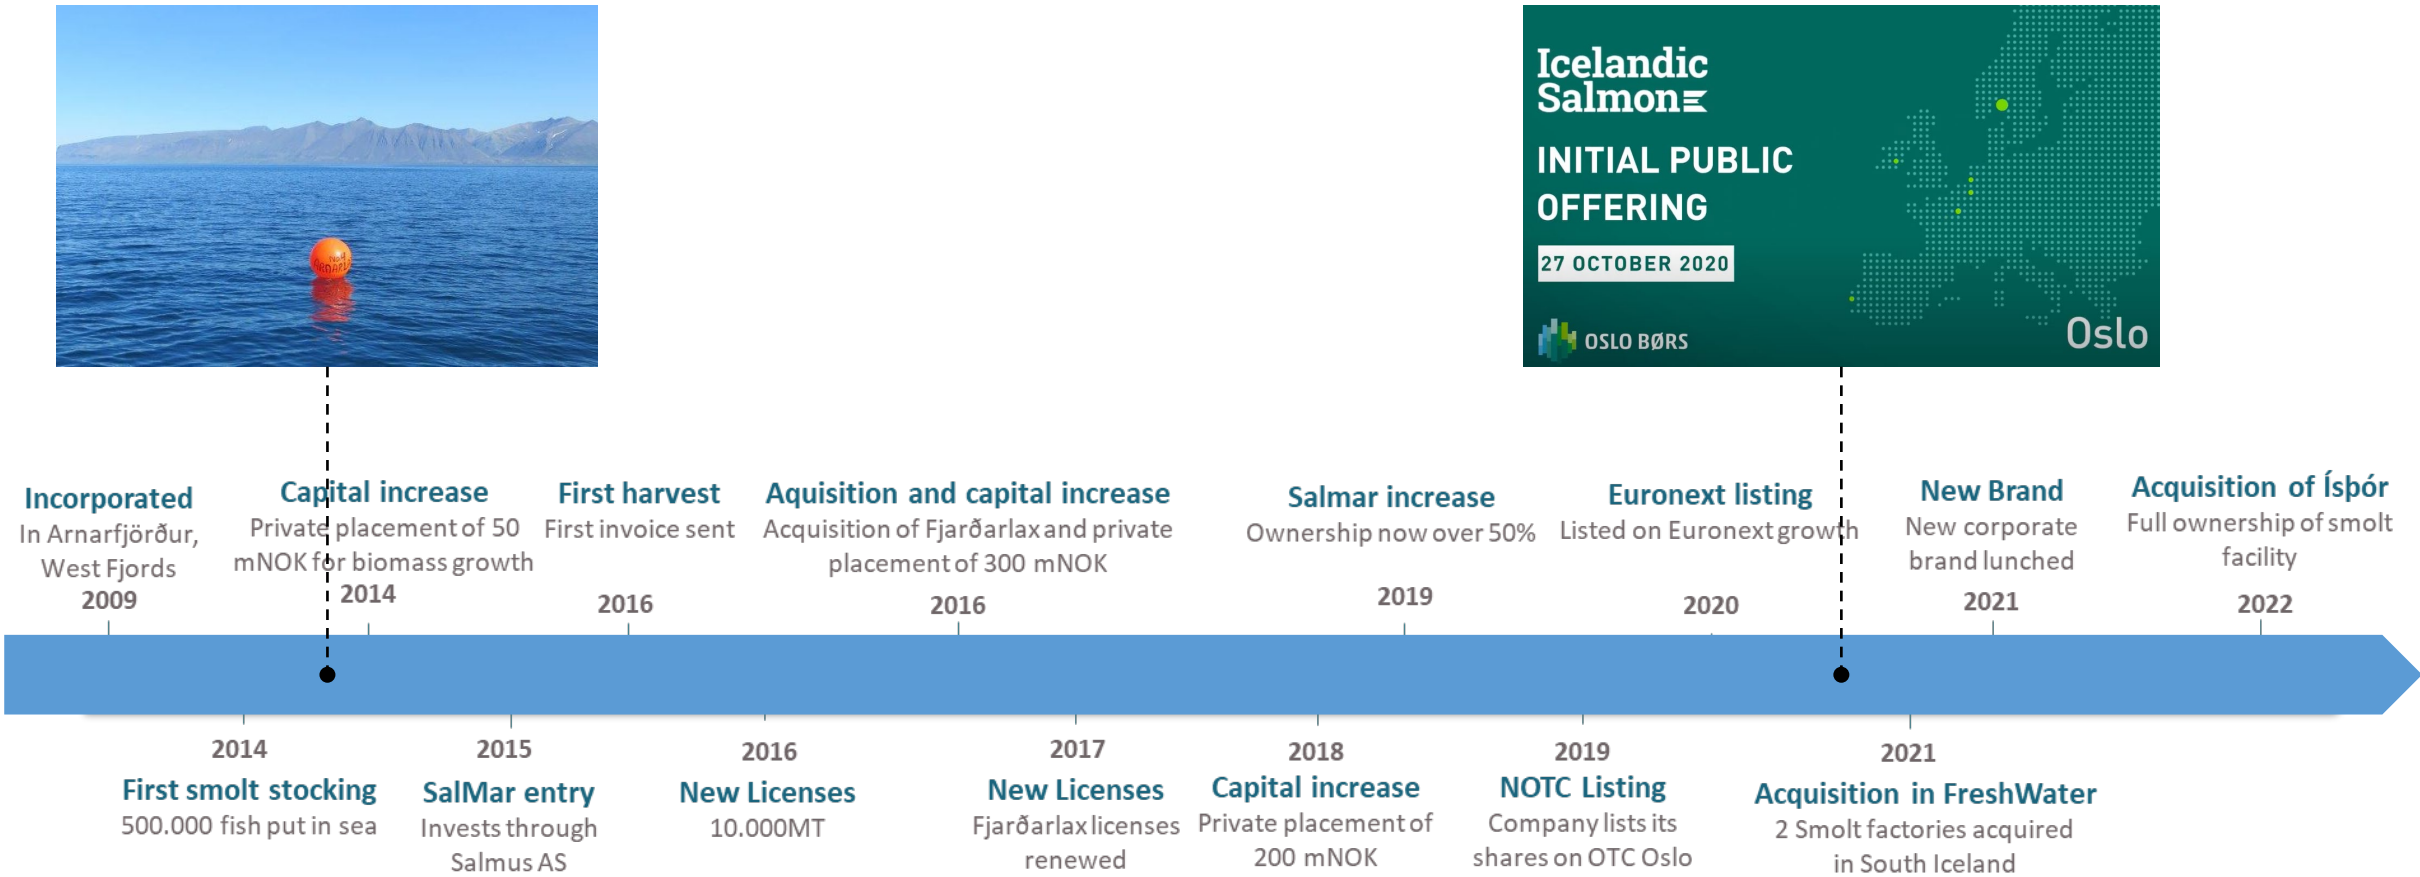 NO1
ARNARLAX
Icelandic
Salmon
INITIAL PUBLIC
OFFERING
27 OCTOBER 2020
OSLO BØRS
Oslo
Incorporated
In Arnarfjörður,
West Fjords
2009
Capital increase
Private placement of 50
mNOK for biomass growth
2014
First harvest
First invoice sent
2016
Aquisition and capital increase
Acquisition of Fjarðarlax and private
placement of 300 mNOK
2016
Salmar increase
Ownership now over 50%
2019
Euronext listing
Listed on Euronext growth
2020
New Brand
New corporate
brand lunched
2021
Acquisition of Ísþór
Full ownership of smolt
facility
2022
2014
First smolt stocking
500.000 fish put in sea
2015
SalMar entry
Invests through
Salmus AS
2016
New Licenses
10.000MT
2017
New Licenses
Fjarðarlax licenses
renewed
2018
Capital increase
Private placement of
200 mNOK
2019
NOTC Listing
Company lists its
shares on OTC Oslo
2021
Acquisition in FreshWater
2 Smolt factories acquired
in South Iceland